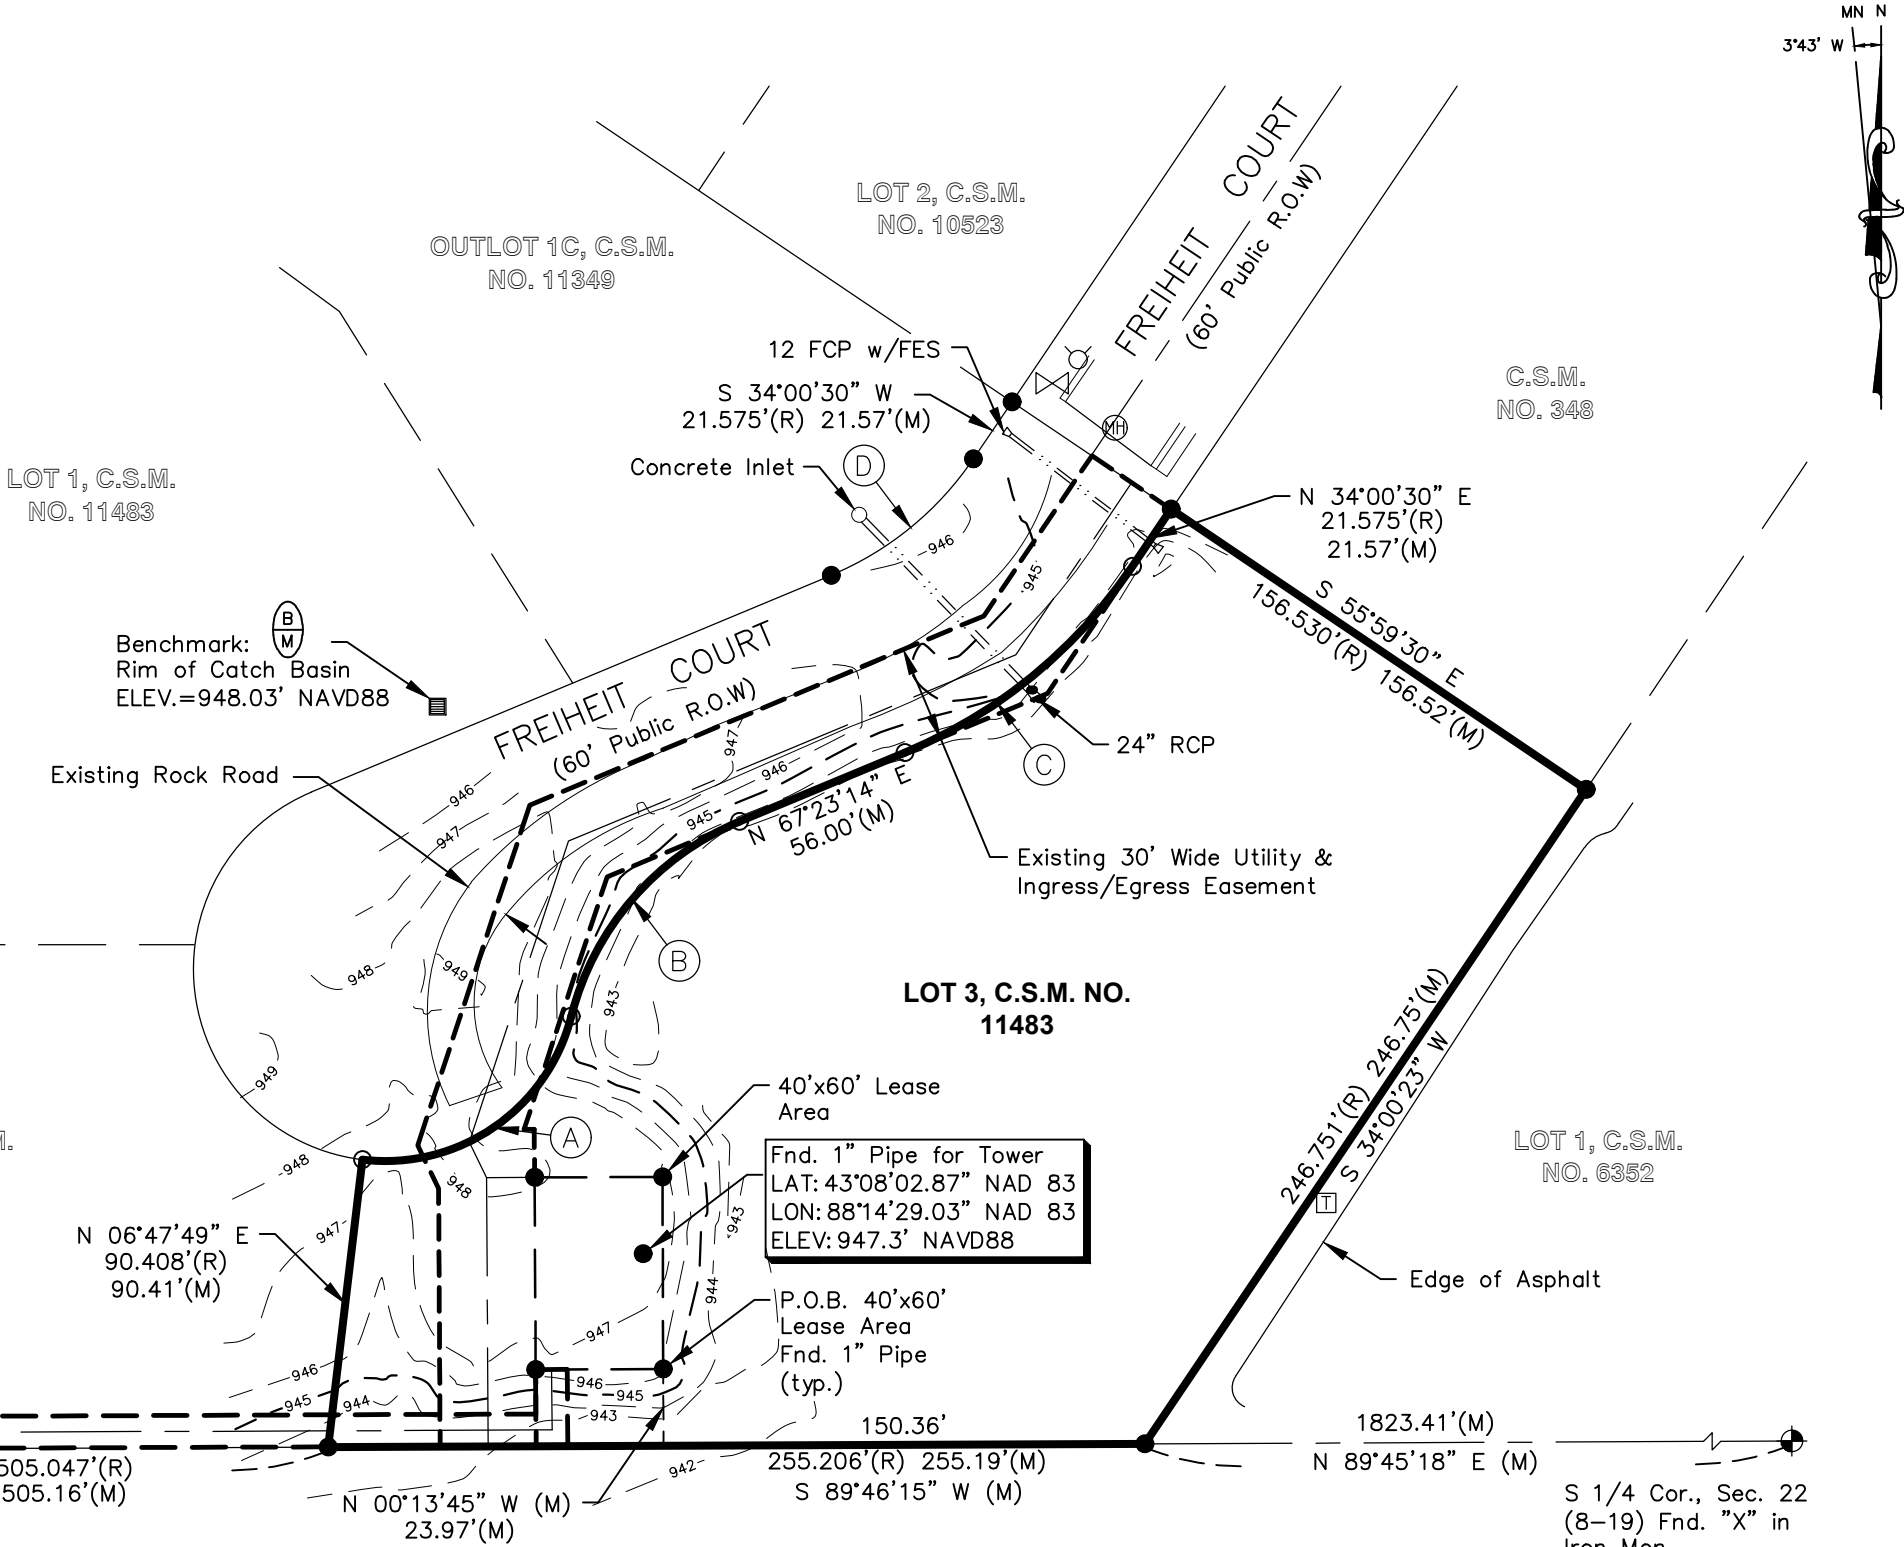 MN N
3°43' W
FREIHEIT COURT
(60' Public R.O.W)
LOT 2, C.S.M.
NO. 10523
OUTLOT 1C, C.S.M.
NO. 11349
12 FCP w/FES
S 34°00'30" W
21.575'(R) 21.57'(M)
C.S.M.
NO. 348
MH
D
Concrete Inlet
LOT 1, C.S.M.
NO. 11483
N 34°00'30" E
21.575'(R)
21.57'(M)
946
945
S 55°59'30" E
156.530'(R) 156.52'(M)
B
M
Benchmark:
Rim of Catch Basin
ELEV.=948.03' NAVD88
FREIHEIT COURT
(60' Public R.O.W)
947
946
24" RCP
C
Existing Rock Road
946
947
945
N 67°23'14" E
56.00'(M)
Existing 30' Wide Utility &
Ingress/Egress Easement
B
948
949
943
LOT 3, C.S.M. NO.
11483
246.751'(R) 246.75'(M)
S 34°00'23" W
949
40'x60' Lease
Area
A
M.
LOT 1, C.S.M.
NO. 6352
Fnd. 1" Pipe for Tower
LAT: 43°08'02.87" NAD 83
LON: 88°14'29.03" NAD 83
ELEV: 947.3' NAVD88
948
948
T
947
943
N 06°47'49" E
90.408'(R)
90.41'(M)
944
Edge of Asphalt
P.O.B. 40'x60'
Lease Area
Fnd. 1" Pipe
(typ.)
947
946
945
944
946
945
943
150.36'
255.206'(R) 255.19'(M)
S 89°46'15" W (M)
1823.41'(M)
N 89°45'18" E (M)
505.047'(R)
505.16'(M)
942
N 00°13'45" W (M)
23.97'(M)
S 1/4 Cor., Sec. 22
(8-19) Fnd. "X" in
Iron Mon